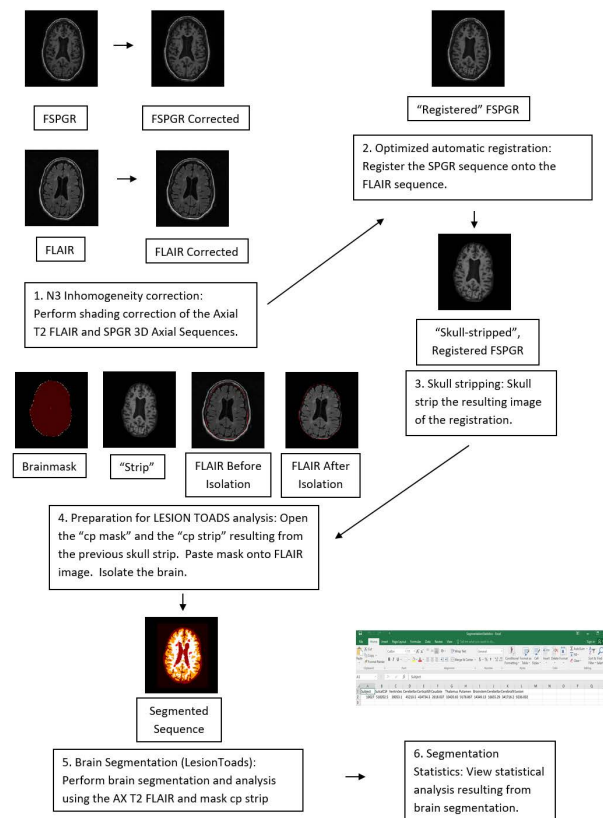 FSPGR
FSPGR Corrected
"Registered" FSPGR
FLAIR
FLAIR Corrected
2. Optimized automatic registration:
Register the SPGR sequence onto the
FLAIR sequence.
1. N3 Inhomogeneity correction:
Perform shading correction of the Axial
T2 FLAIR and SPGR 3D Axial Sequences.
"Skull-stripped",
Registered FSPGR
3. Skull stripping: Skull
strip the resulting image
of the registration.
Brainmask
"Strip"
FLAIR Before
Isolation
FLAIR After
Isolation
4. Preparation for LESION TOADS analysis: Open
the "cp mask" and the "cp strip" resulting from
the previous skull strip. Paste mask onto FLAIR
image. Isolate the brain.
Segmented
Sequence
5. Brain Segmentation (LesionToads):
Perform brain segmentation and analysis
using the AX T2 FLAIR and mask cp strip
6. Segmentation
Statistics: View statistical
analysis resulting from
brain segmentation.